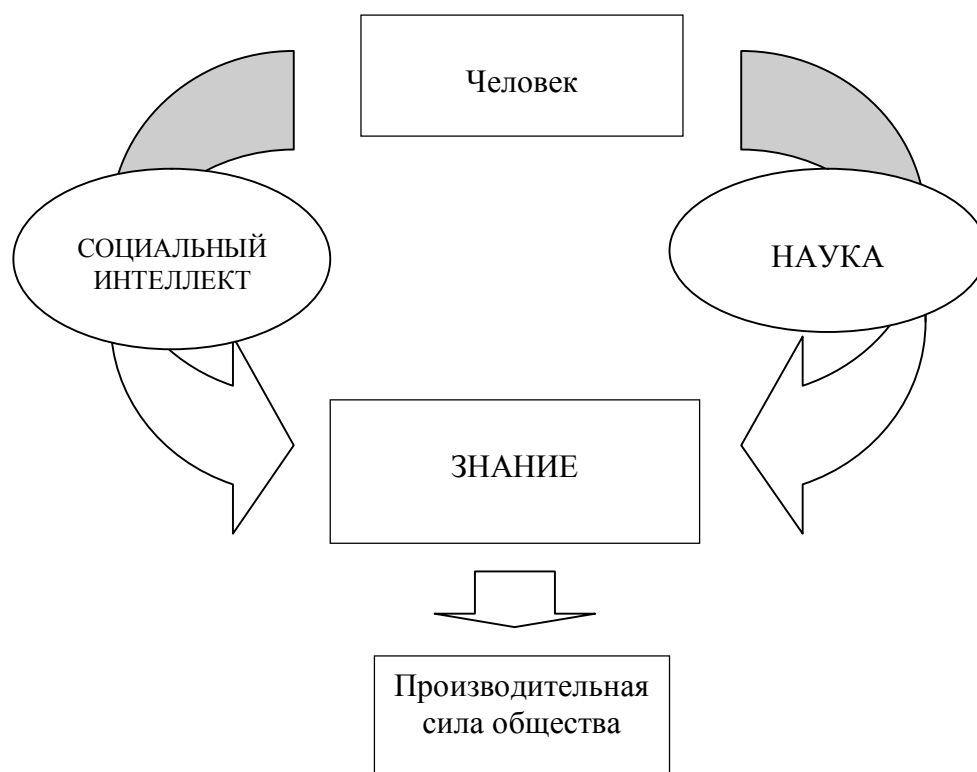 Человек
СОЦИАЛЬНЫЙ
ИНТЕЛЛЕКТ
НАУКА
ЗНАНИЕ
Производительная
сила общества